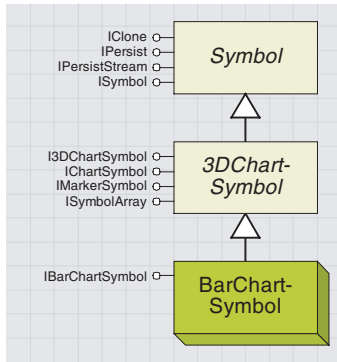 IClone
IPersist
IPersistStream
ISymbol
Symbol
I3DChartSymbol
IChartSymbol
IMarkerSymbol
ISymbolArray
3DChart-
Symbol
IBarChartSymbol
BarChart-
Symbol